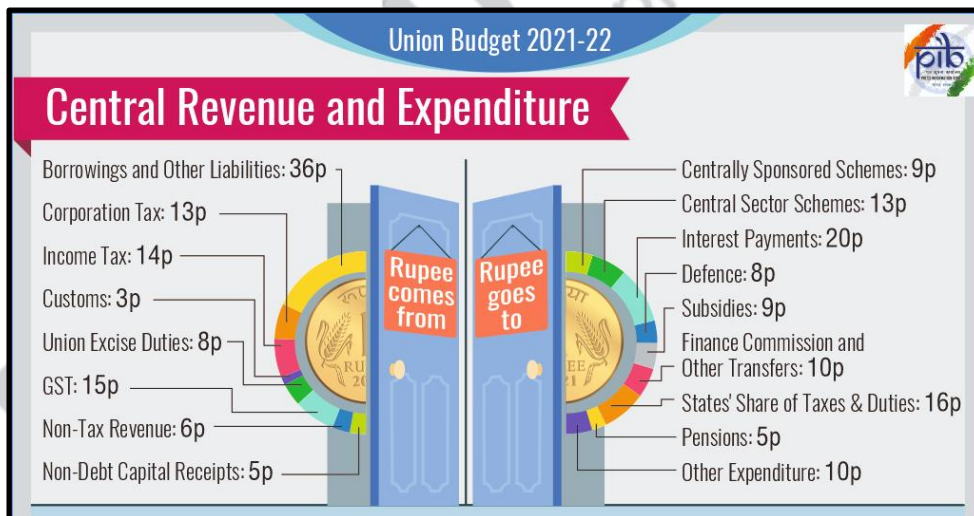 Union Budget 2021-22
pib
Central Revenue and Expenditure
Borrowings and Other Liabilities: 36p
Corporation Tax: 13p
Income Tax: 14p
Customs: 3p
Union Excise Duties: 8p
GST: 15p
Non-Tax Revenue: 6p
Non-Debt Capital Receipts: 5p
Rupee
comes
from
Rupee
goes
to
Centrally Sponsored Schemes: 9p
Central Sector Schemes: 13p
Interest Payments: 20p
Defence: 8p
Subsidies: 9p
Finance Commission and
Other Transfers: 10p
States' Share of Taxes & Duties: 16p
Pensions: 5p
Other Expenditure: 10p